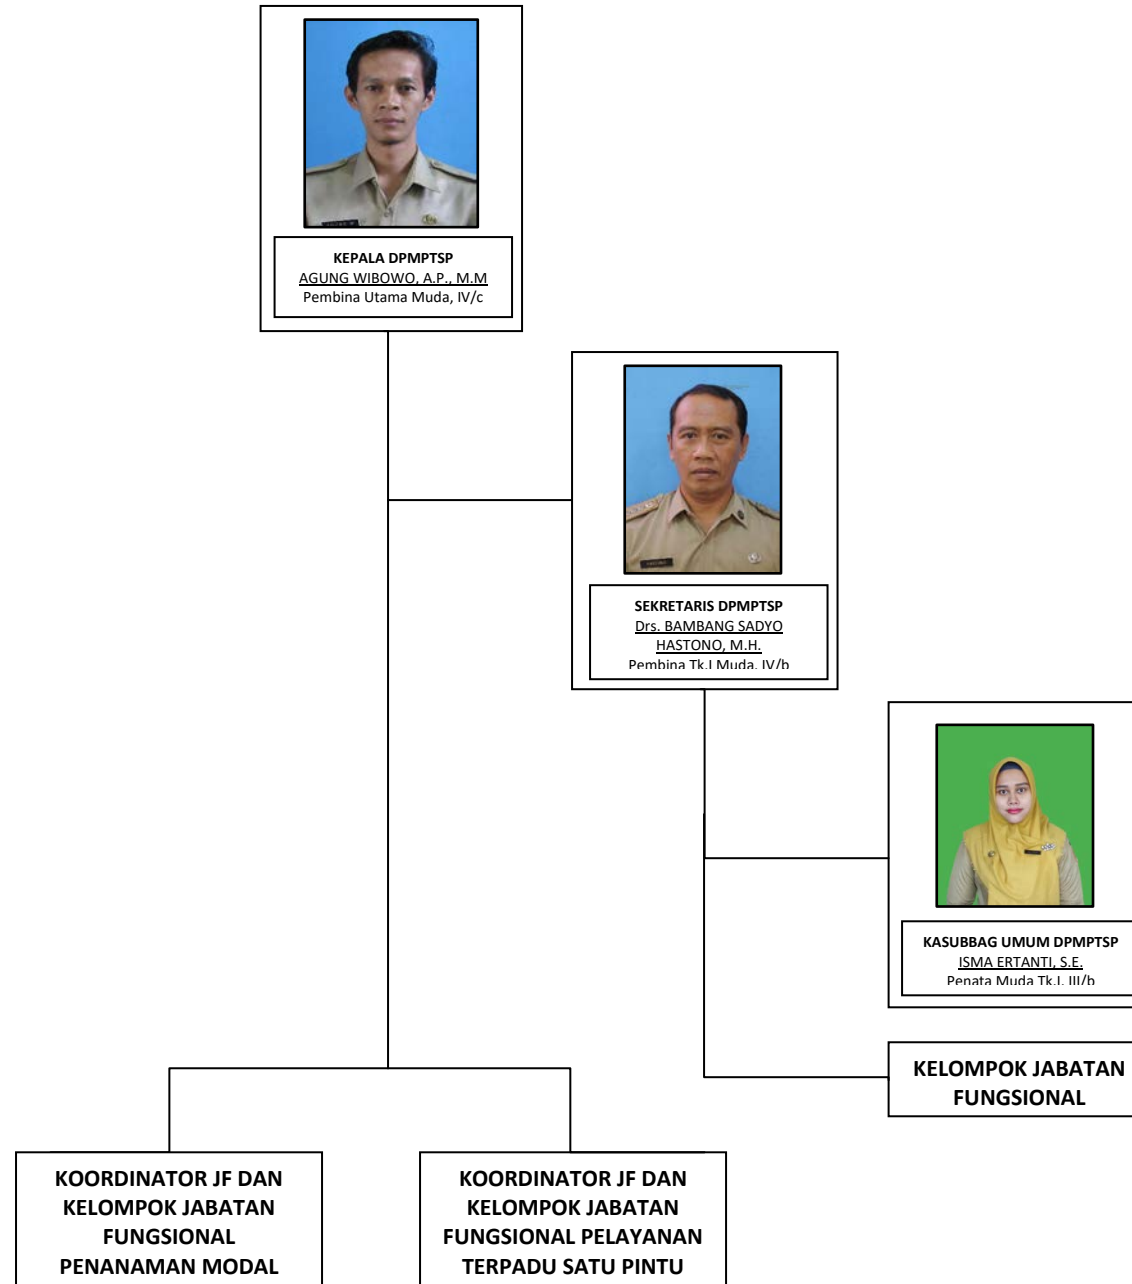 KEPALA DPMPTSP
AGUNG WIBOWO, A.P., M.M
Pembina Utama Muda, IV/c
SEKRETARIS DPMPTSP
Drs. BAMBANG SADYO
HASTONO, M.H.
Pembina Tk.I Muda, IV/b
KASUBBAG UMUM DPMPTSP
ISMA ERTANTI, S.E.
Penata Muda Tk.I, III/b
KELOMPOK JABATAN
FUNGSIONAL
KOORDINATOR JF DAN
KELOMPOK JABATAN
FUNGSIONAL
PENANAMAN MODAL
KOORDINATOR JF DAN
KELOMPOK JABATAN
FUNGSIONAL PELAYANAN
TERPADU SATU PINTU